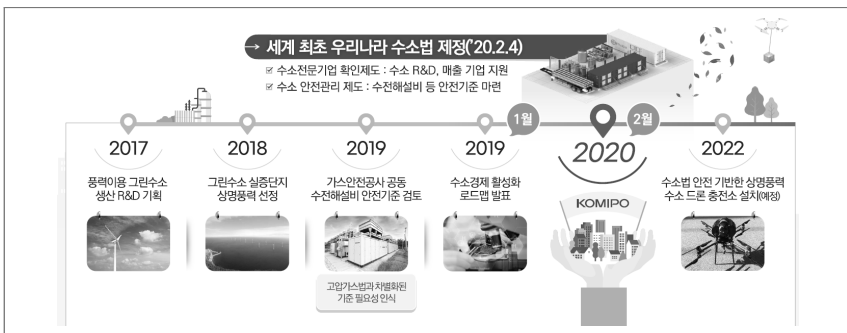 세계 최초 우리나라 수소법 제정('20.2.4)
수소전문기업 확인제도 : 수소 R&D, 매출 기업 지원
수소 안전관리 제도 : 수전해설비 등 안전기준 마련
1월
2월
2017
풍력이용 그린수소
생산 R&D 기획
2018
그린수소 실증단지
상명풍력 선정
2019
가스안전공사 공동
수전해설비 안전기준 검토
고압가스법과 차별화된
기준 필요성 인식
2019
수소경제 활성화
로드맵 발표
2020
KOMIPO
2022
수소법 안전 기반한 상명풍력
수소 드론 충전소 설치(예정)